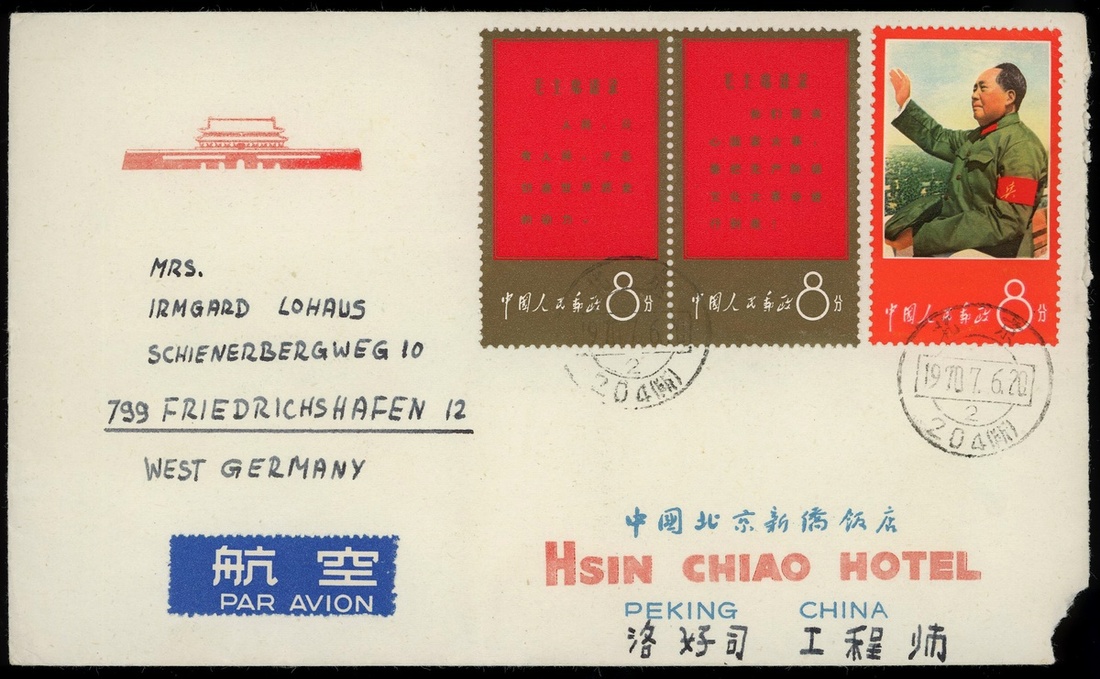 中国人民邮政 8分
中国人民邮政 8分
中国人民邮政 8分
1970.7.6.20
2
204
1970.7.6.20
2
204
MRS.
IRMGARD LOHAUS
SCHIENERBERGWEG 10
799 FRIEDRICHSHAFEN 12
WEST GERMANY
航空
PAR AVION
中國北京新僑飯店
HSIN CHIAO HOTEL
PEKING CHINA
洛好司 工程师